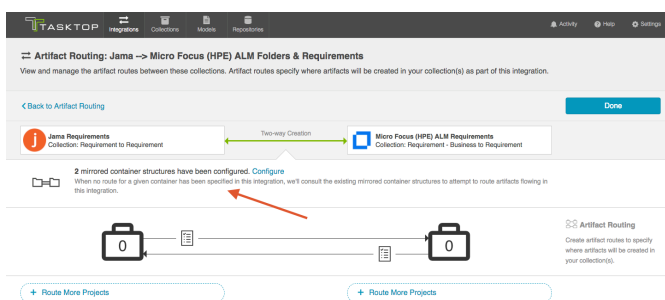 TASKTOP
Integrations
Collections
Models
Repositories
Activity
Help
Settings
Artifact Routing: Jama --> Micro Focus (HPE) ALM Folders & Requirements
View and manage the artifact routes between these collections. Artifact routes specify where artifacts will be created in your collection(s) as part of this integration.
Back to Artifact Routing
Done
Jama Requirements
Collection: Requirement to Requirement
Two-way Creation
Micro Focus (HPE) ALM Requirements
Collection: Requirement - Business to Requirement
2 mirrored container structures have been configured. Configure
When no route for a given container has been specified in this integration, we'll consult the existing mirrored container structures to attempt to route artifacts flowing in
this integration.
0
0
Artifact Routing
Create artifact routes to specify
where artifacts will be created in
your collection(s).
+ Route More Projects
+ Route More Projects